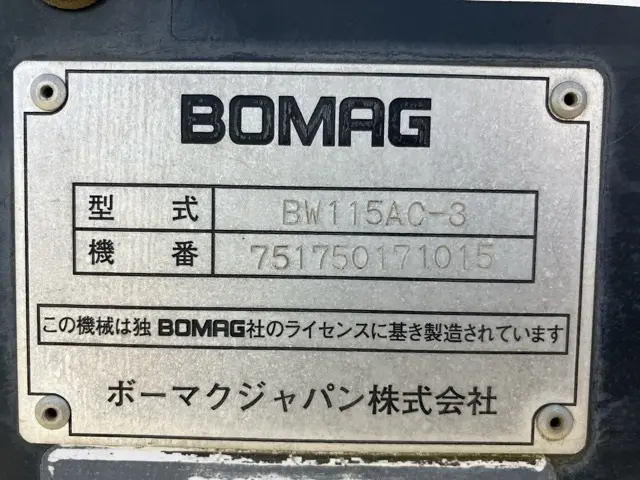 BOMAG
型式 BW115AC-3
機番 751750171015
この機械は独BOMAG社のライセンスに基き製造されています
ボーマクジャパン株式会社